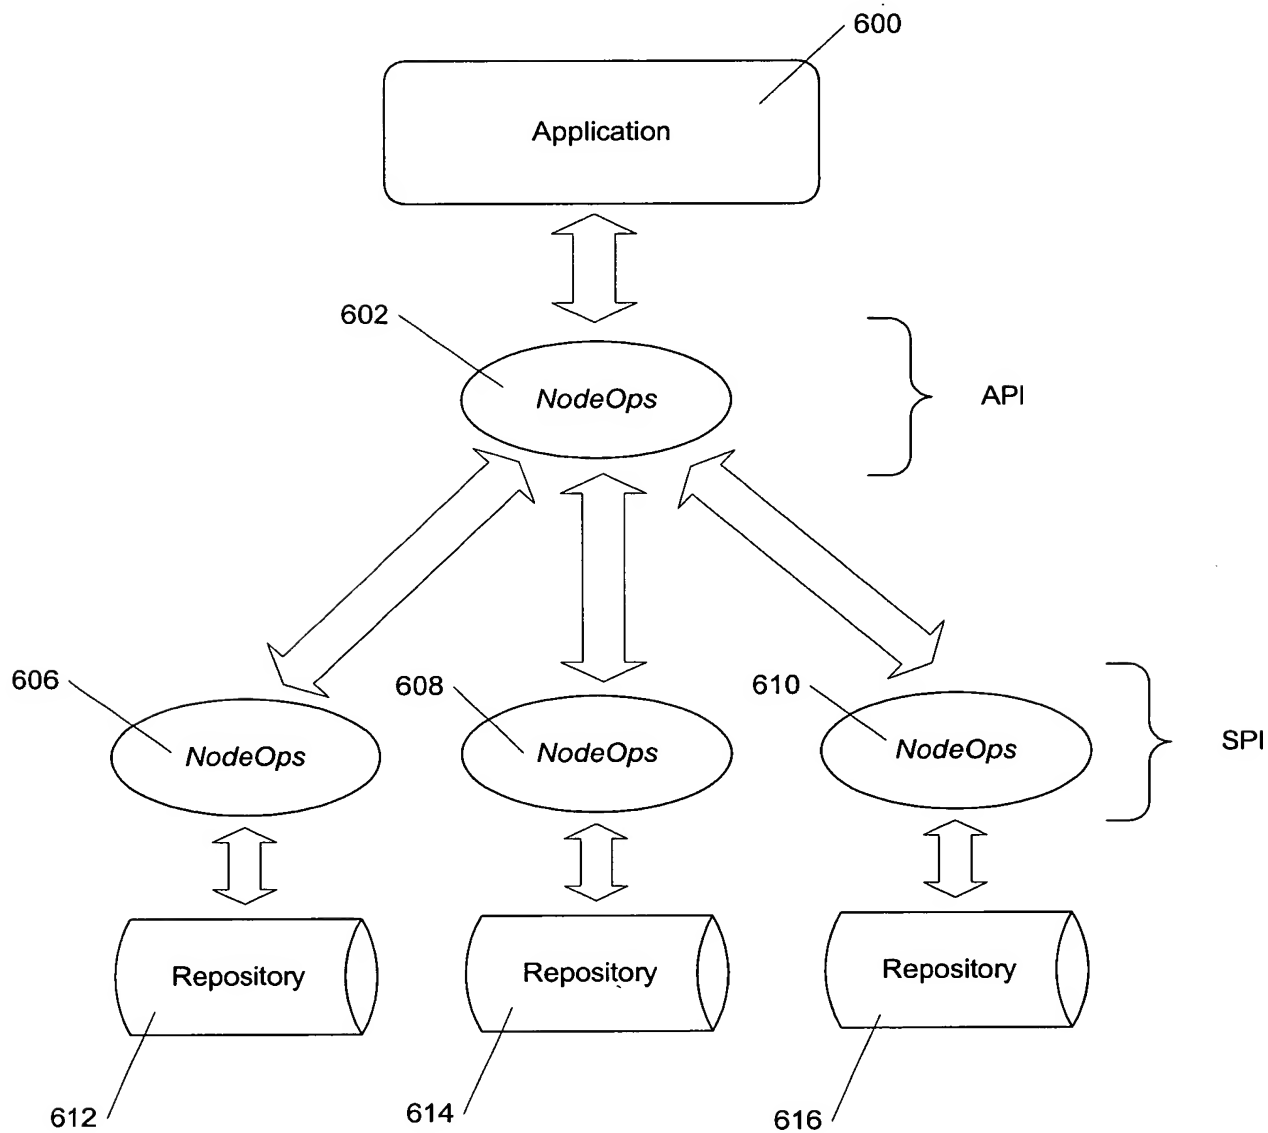 600
Application
602
NodeOps
API
606
608
610
NodeOps
NodeOps
NodeOps
SPI
Repository
Repository
Repository
612
614
616